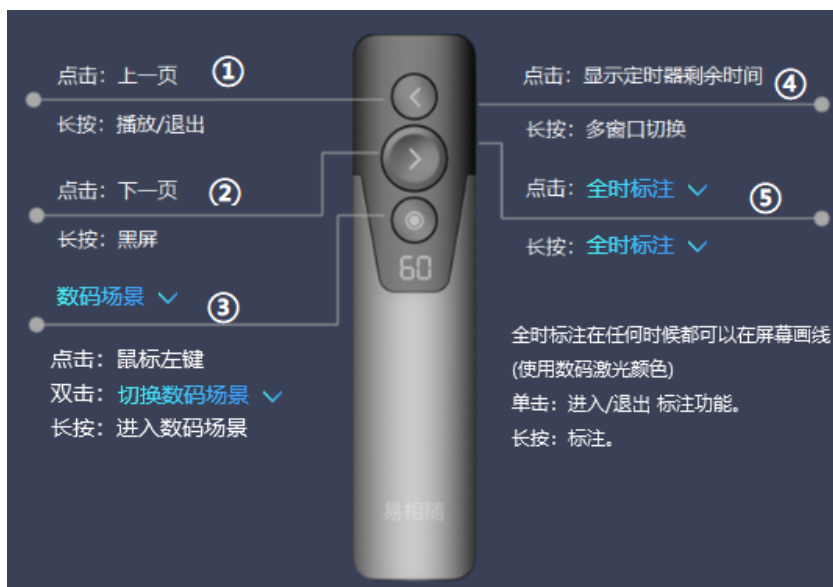 点击：上一页 ①
长按：播放/退出
点击：下一页 ②
长按：黑屏
数码场景 ③
点击：鼠标左键
双击：切换数码场景
长按：进入数码场景
60
易相随
点击：显示定时器剩余时间 ④
长按：多窗口切换
点击：全时标注 ⑤
长按：全时标注
全时标注在任何时候都可以在屏幕画线
(使用数码激光颜色)
单击：进入/退出 标注功能。
长按：标注。